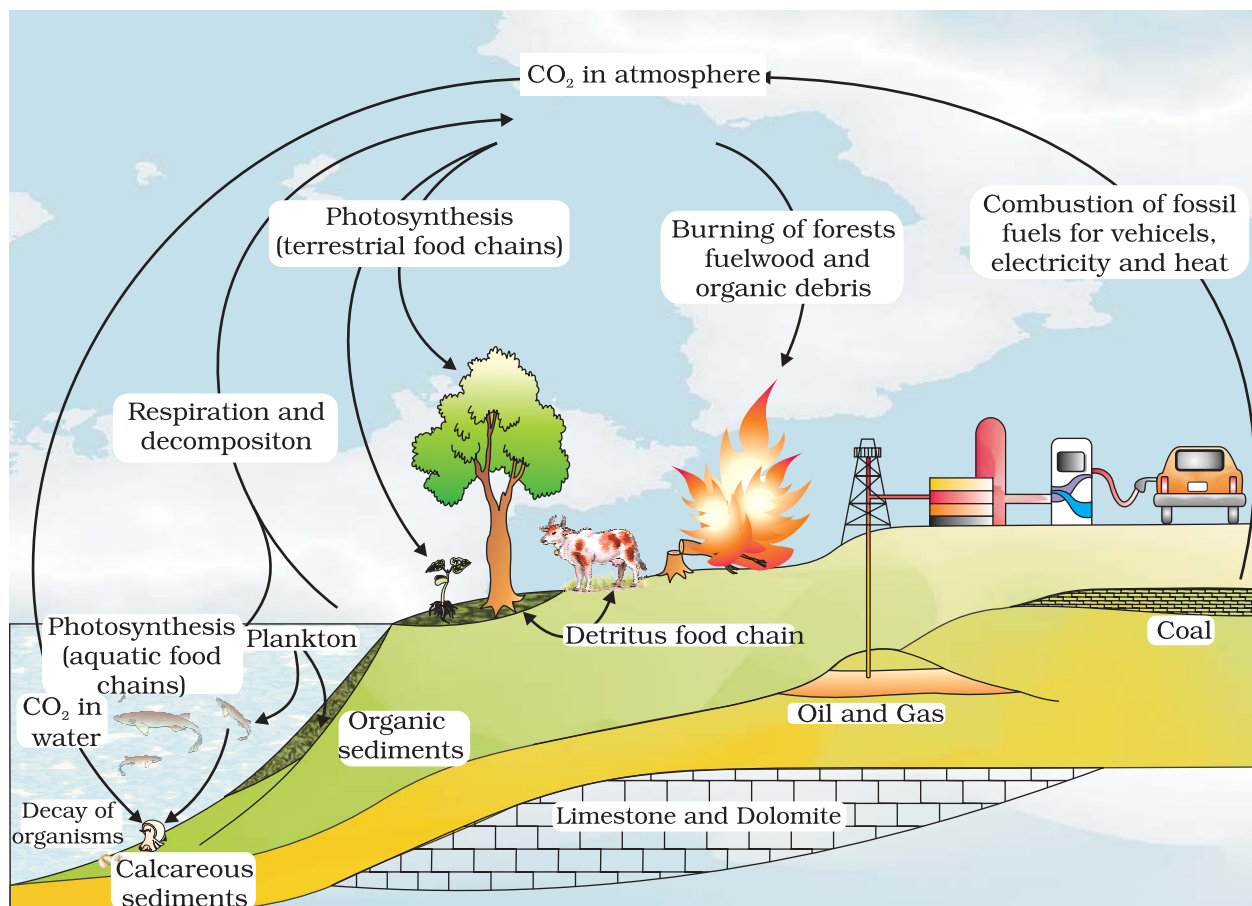 CO₂ in atmosphere
Photosynthesis
(terrestrial food chains)
Burning of forests
fuelwood and
organic debris
Combustion of fossil
fuels for vehicels,
electricity and heat
Respiration and
decompositon
Photosynthesis
(aquatic food
chains)
Plankton
Detritus food chain
Coal
CO₂ in
water
Organic
sediments
Oil and Gas
Decay of
organisms
Limestone and Dolomite
Calcareous
sediments